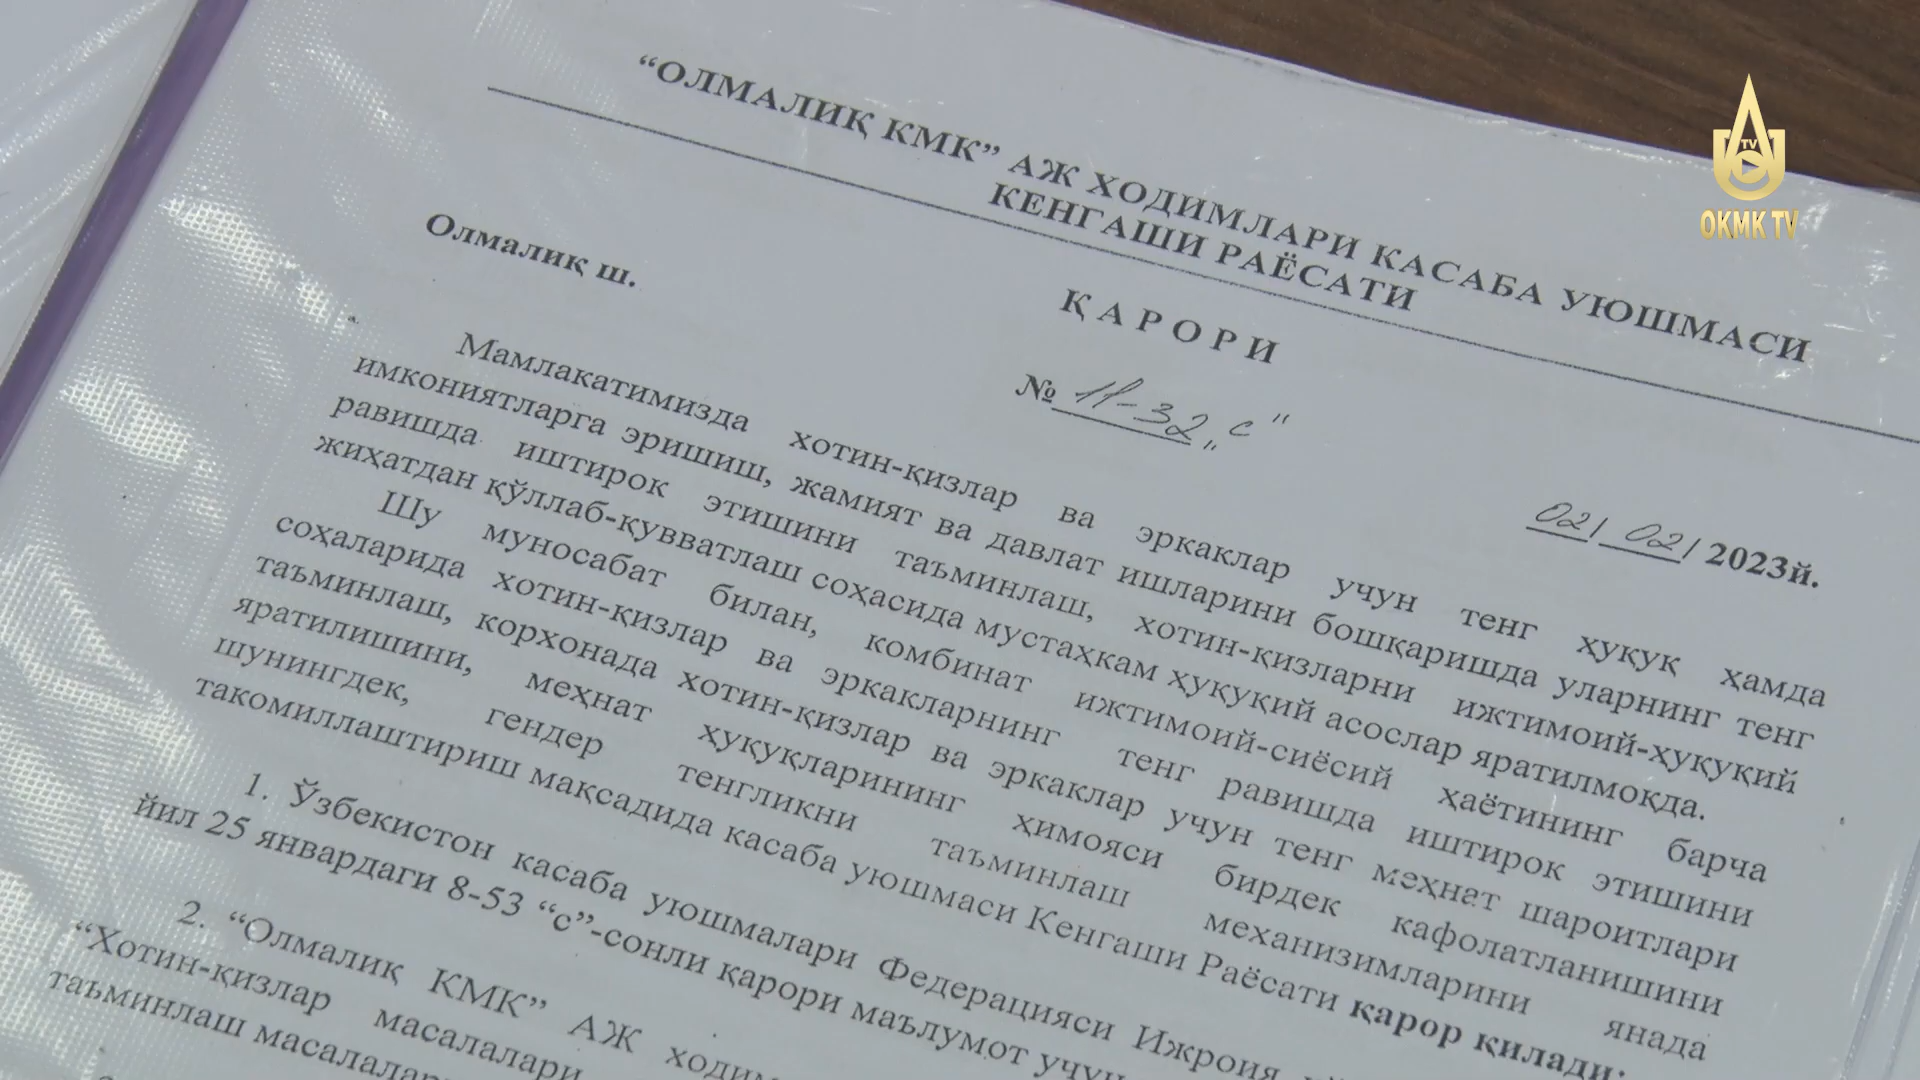 “ОЛМАЛИҚ КМК” АЖ ХОДИМЛАРИ КАСАБА УЮШМАСИ
КЕНГАШИ РАЁСАТИ
ҚАРОРИ
Олмалиқ ш.
№ 11-32 „с“
02/ 02/ 2023й.
Мамлакатимизда хотин-қизлар ва эркаклар учун тенг ҳуқуқ ҳамда
имкониятларга эришиш, жамият ва давлат ишларини бошқаришда уларнинг тенг
равишда иштирок этишини таъминлаш, хотин-қизларни ижтимоий-ҳуқуқий
жиҳатдан қўллаб-қувватлаш соҳасида мустаҳкам ҳуқуқий асослар яратилмоқда.
Шу муносабат билан, комбинат ижтимоий-сиёсий ҳаётининг барча
соҳаларида хотин-қизлар ва эркакларнинг тенг равишда иштирок этишини
таъминлаш, корхонада хотин-қизлар ва эркаклар учун тенг меҳнат шароитлари
яратилишини, меҳнат ҳуқуқларининг ҳимояси бирдек кафолатланишини
шунингдек, гендер тенгликни таъминлаш механизимларини янада
такомиллаштириш мақсадида касаба уюшмаси Кенгаши Раёсати қарор қилади:
1. Ўзбекистон касаба уюшмалари Федерацияси Ижроия
йил 25 январдаги 8-53 “с”-сонли қарори маълумот учун
2. “Олмалиқ КМК” АЖ
“Хотин-қизлар масалалари
таъминлаш
TV
OKMK TV